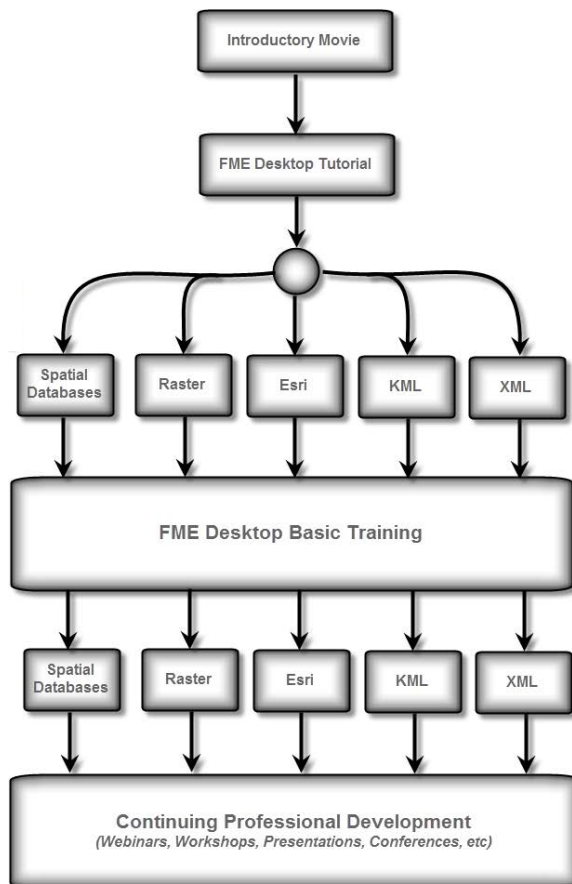 Introductory Movie
FME Desktop Tutorial
Spatial
Databases
Raster
Esri
KML
XML
FME Desktop Basic Training
Spatial
Databases
Raster
Esri
KML
XML
Continuing Professional Development
(Webinars, Workshops, Presentations, Conferences, etc)